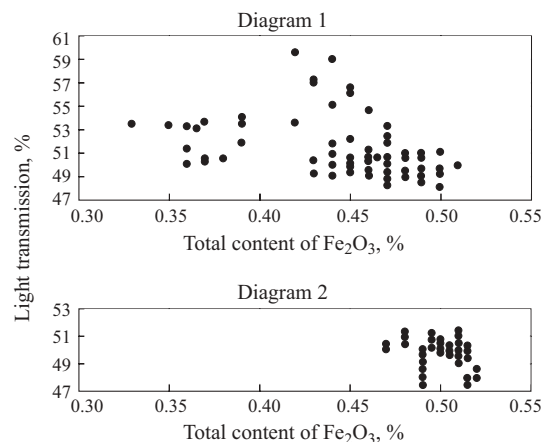 Diagram 1
61
59
57
55
53
51
49
47
0.30 0.35 0.40 0.45 0.50 0.55
Total content of Fe₂O₃, %
Light transmission, %
Diagram 2
53
51
49
47
0.30 0.35 0.40 0.45 0.50 0.55
Total content of Fe₂O₃, %